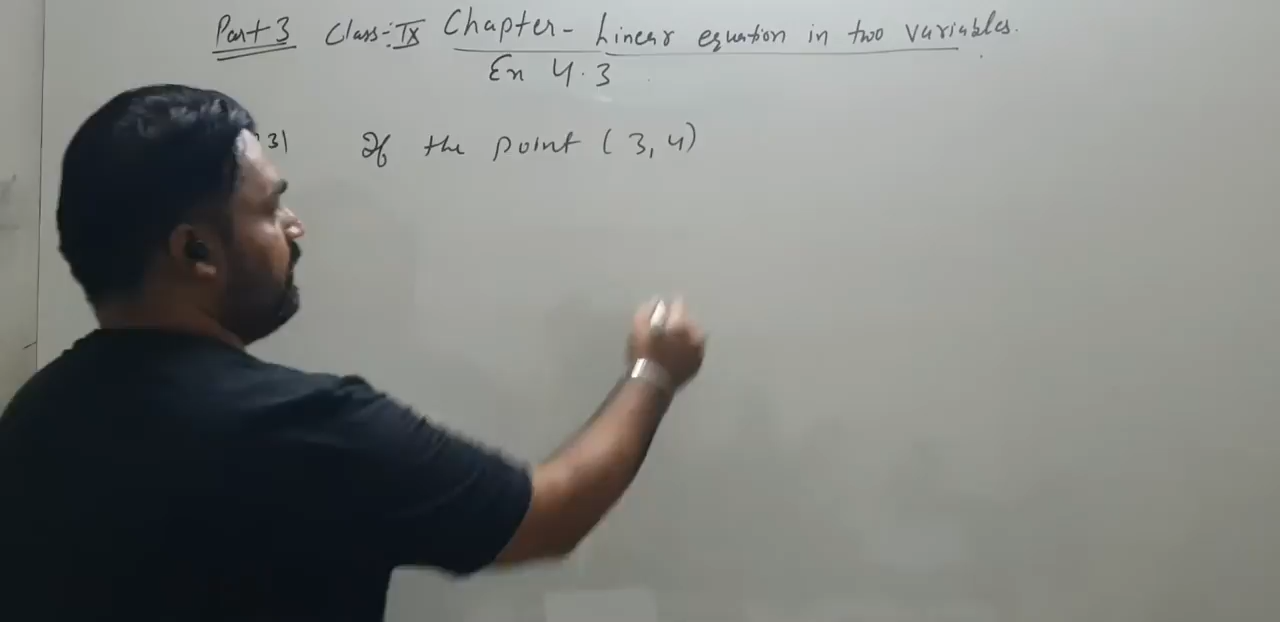 Part 3 Class:- IX Chapter - Linear equation in two variables.
Ex 4.3
3) If the point (3, 4)